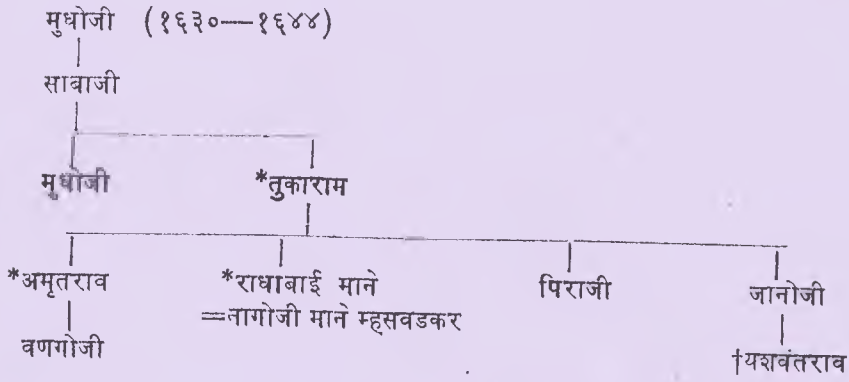 मुधोजी (१६३०—१६४४)
साबाजी
मुधोजी *तुकाराम
*अमृतराव *राधाबाई माने पिराजी जानोजी
=नागोजी माने म्हसवडकर
वणगोजी †यशवंतराव